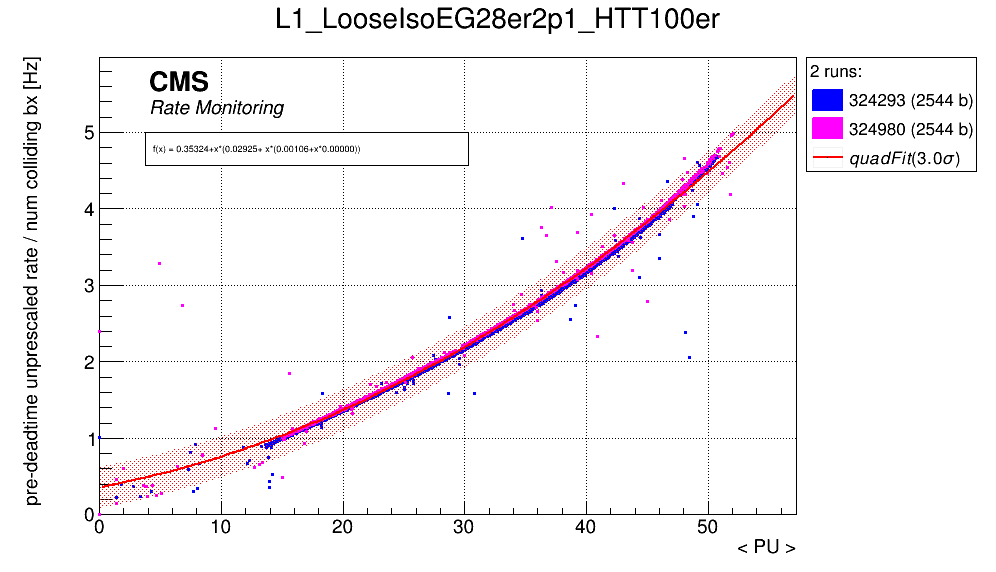 L1_LooseIsoEG28er2p1_HTT100er
pre-deadtime unprescaled rate / num colliding bx [Hz]
CMS
Rate Monitoring
f(x) = 0.35324+x*(0.02925+ x*(0.00106+x*0.00000))
2 runs:
324293 (2544 b)
324980 (2544 b)
quadFit(3.0σ)
5
4
3
2
1
0
0 10 20 30 40 50
< PU >